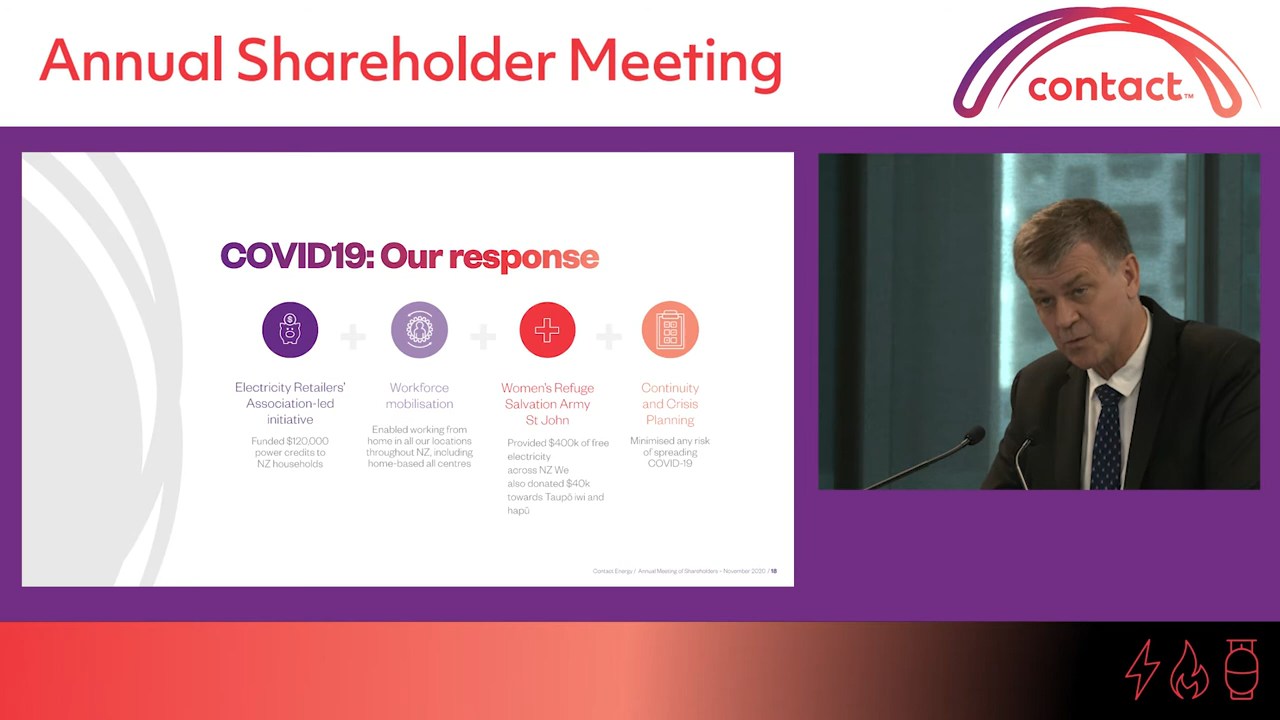 Annual Shareholder Meeting
contact™
COVID19: Our response
$
Electricity Retailers'
Association-led
initiative
Funded $120,000
power credits to
NZ households
Workforce
mobilisation
Enabled working from
home in all our locations
throughout NZ, including
home-based all centres
Women's Refuge
Salvation Army
St John
Provided $400k of free
electricity
across NZ We
also donated $40k
towards Taupō iwi and
hapū
Continuity
and Crisis
Planning
Minimised any risk
of spreading
COVID-19
Contact Energy / Annual Meeting of Shareholders – November 2020 / 18